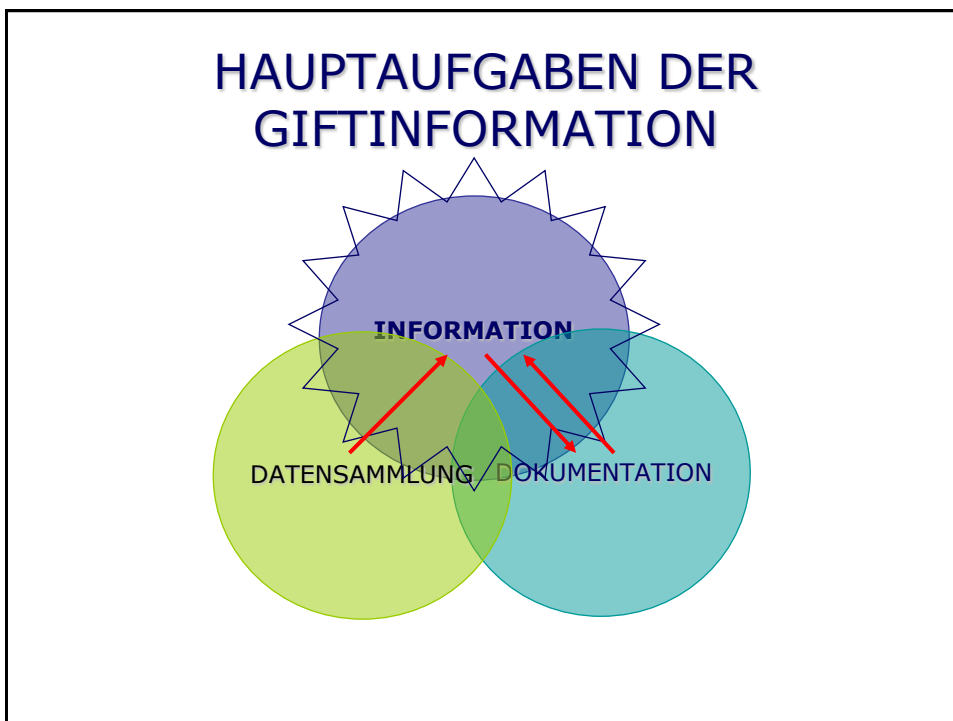 HAUPTAUFGABEN DER
GIFTINFORMATION
INFORMATION
DATENSAMMLUNG
DOKUMENTATION